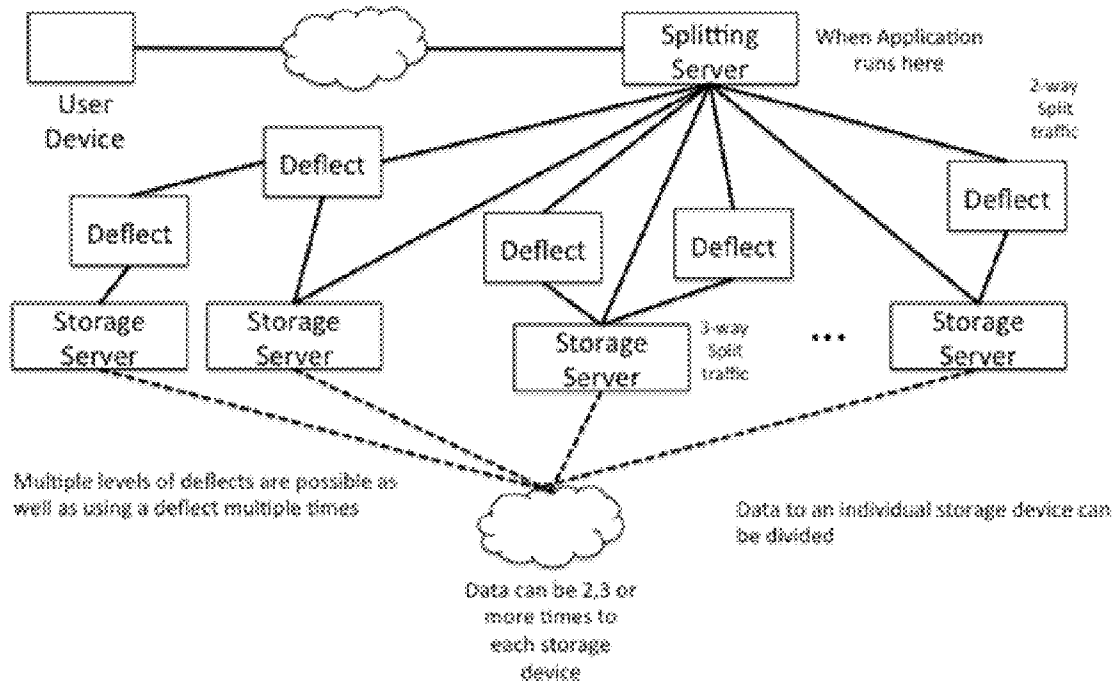 Splitting
Server
When Application
runs here
User
Device
2-way
Split
traffic
Deflect
Deflect
Deflect
Deflect
Deflect
Storage
Server
Storage
Server
Storage
Server
3-way
Split
traffic
...
Storage
Server
Multiple levels of deflects are possible as
well as using a deflect multiple times
Data to an individual storage device can
be divided
Data can be 2,3 or
more times to
each storage
device